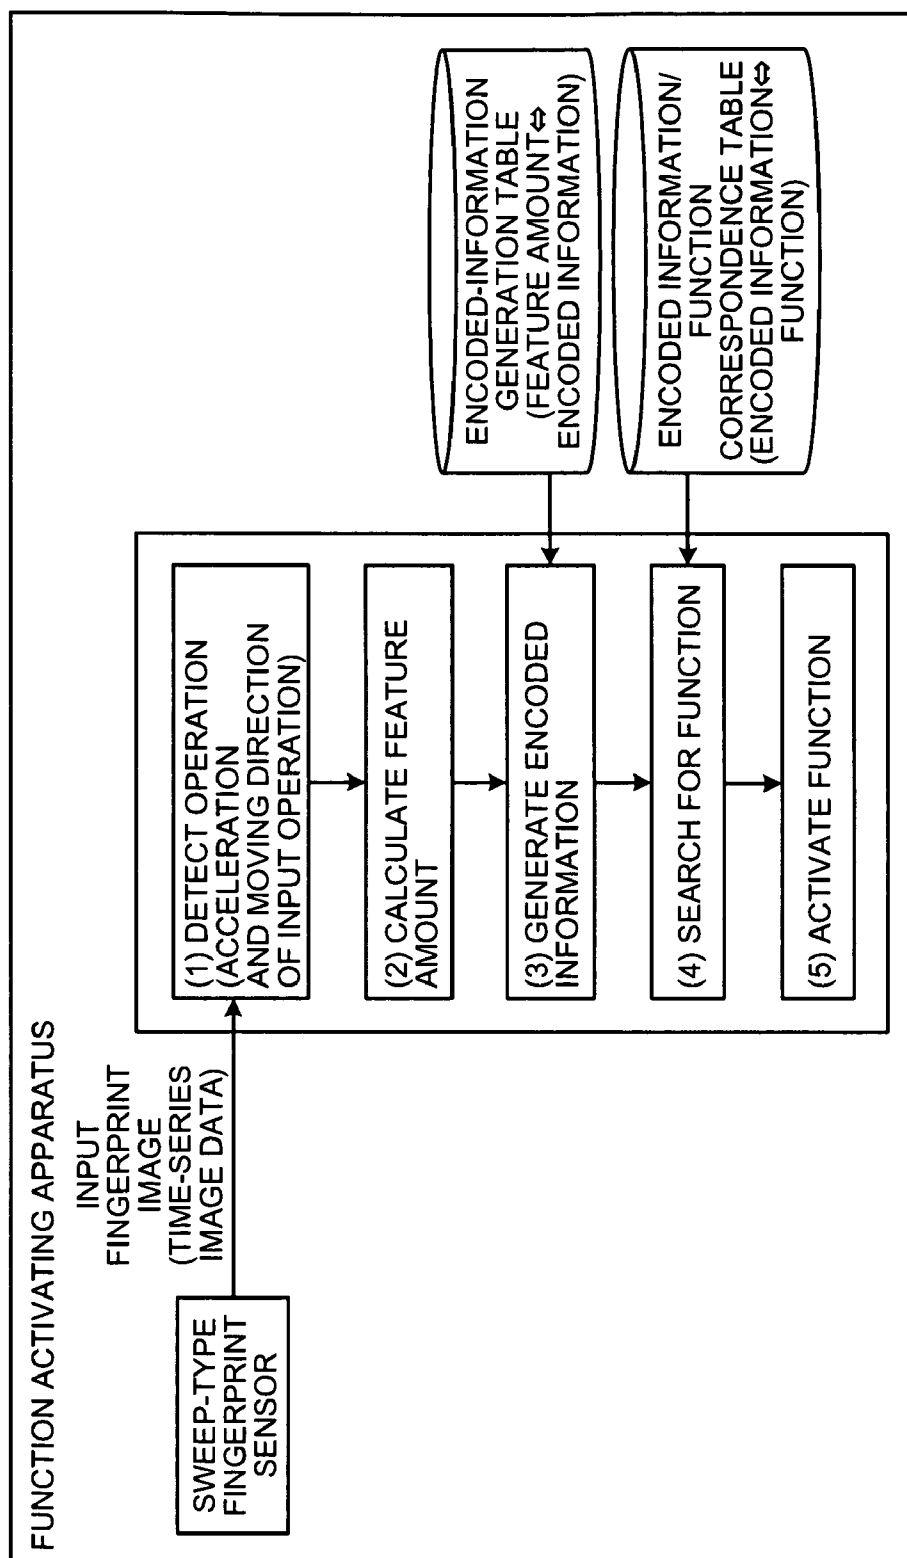 FUNCTION ACTIVATING APPARATUS
SWEEP-TYPE
FINGERPRINT
SENSOR
INPUT
FINGERPRINT
IMAGE
(TIME-SERIES
IMAGE DATA)
(1) DETECT OPERATION
(ACCELERATION
AND MOVING DIRECTION
OF INPUT OPERATION)
(2) CALCULATE FEATURE
AMOUNT
(3) GENERATE ENCODED
INFORMATION
(4) SEARCH FOR FUNCTION
(5) ACTIVATE FUNCTION
ENCODED-INFORMATION
GENERATION TABLE
(FEATURE AMOUNT⇔
ENCODED INFORMATION)
ENCODED INFORMATION/
FUNCTION
CORRESPONDENCE TABLE
(ENCODED INFORMATION⇔
FUNCTION)